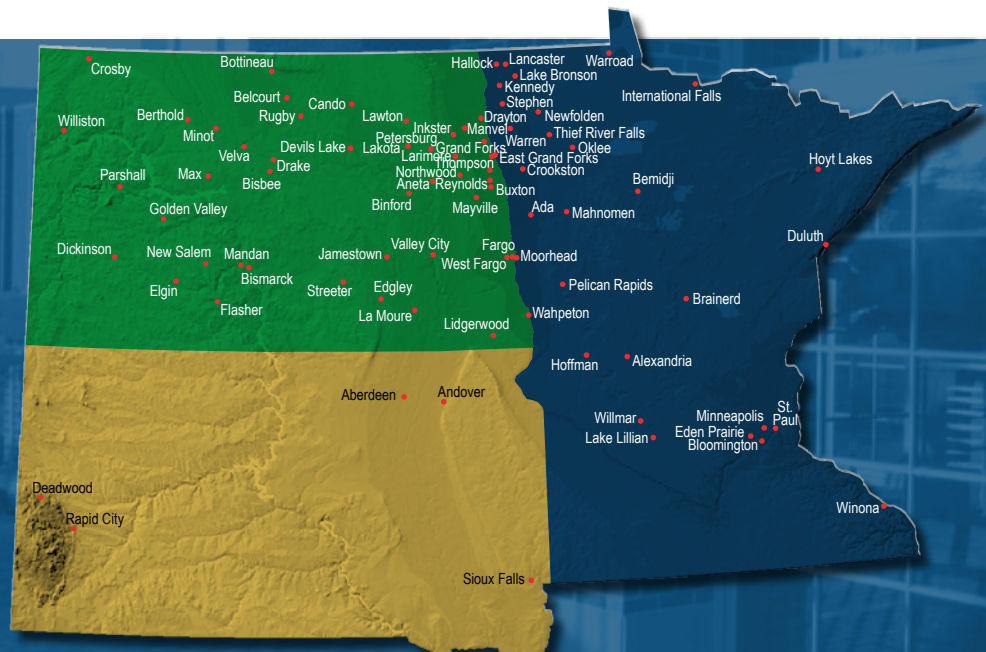 Crosby
Bottineau
Hallock
Lancaster
Warroad
Lake Bronson
Kennedy
International Falls
Belcourt
Cando
Stephen
Williston
Berthold
Rugby
Lawton
Drayton
Newfolden
Minot
Inkster
Manvel
Warren
Thief River Falls
Petersburg
Velva
Devils Lake
Lakota
Grand Forks
Oklee
Larimore
East Grand Forks
Drake
Thompson
Crookston
Hoyt Lakes
Parshall
Max
Bisbee
Northwood
Bemidji
Aneta
Reynolds
Buxton
Binford
Mayville
Golden Valley
Ada
Mahnomen
Duluth
Dickinson
New Salem
Mandan
Jamestown
Valley City
Fargo
West Fargo
Moorhead
Bismarck
Elgin
Streeter
Edgley
Pelican Rapids
Brainerd
Flasher
La Moure
Wahpeton
Lidgerwood
Hoffman
Alexandria
Aberdeen
Andover
Willmar
Minneapolis
St.
Paul
Lake Lillian
Eden Prairie
Bloomington
Deadwood
Rapid City
Winona
Sioux Falls